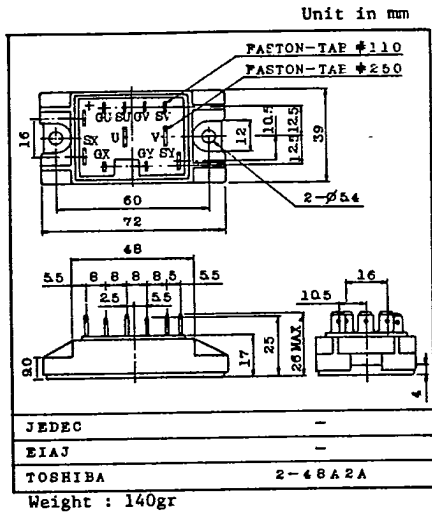 Unit in mm
FASTON-TAB #110
FASTON-TAB #250
+ GU SU GV SV
U V
SX
GX GY SY
16
12
10.5
12.5
12.5
39
2-Ø5.4
60
72
48
5.5 8 8 8 8 5 5.5
2.5 5.5
9.0
17
25
26 MAX
16
10.5
4
JEDEC -
EIAJ -
TOSHIBA 2-48A2A
Weight : 140gr